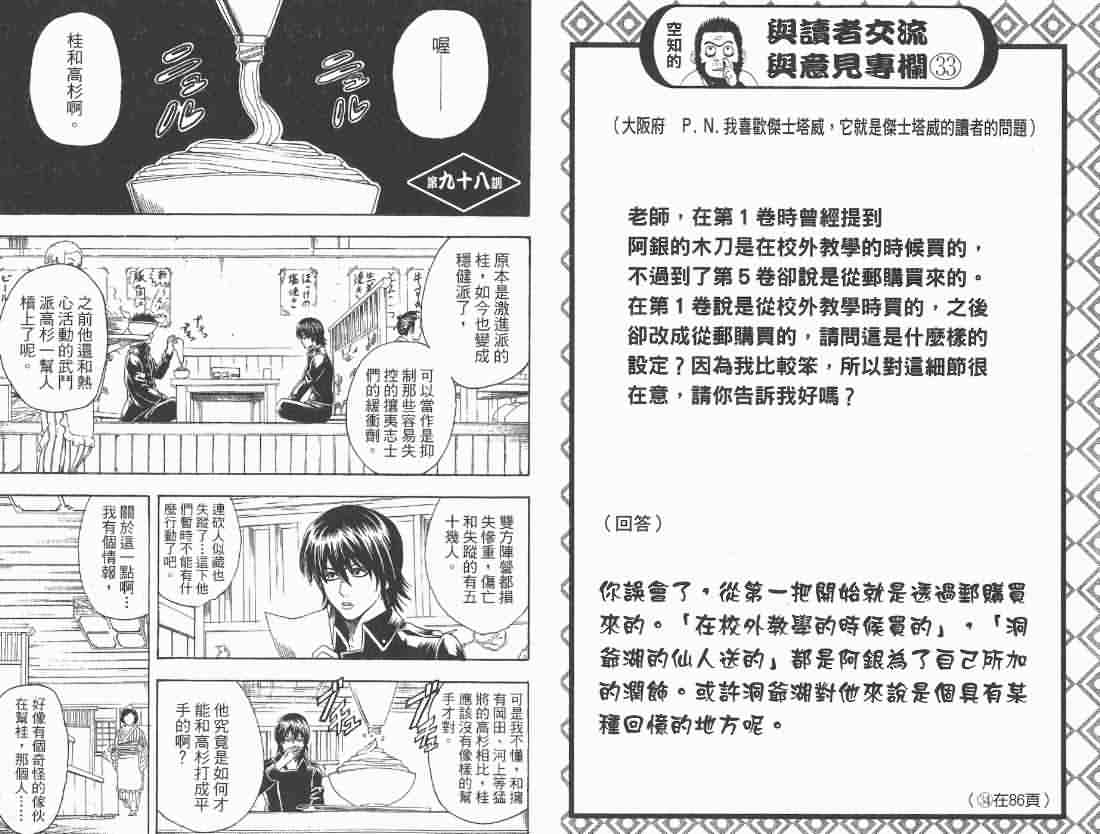 空知的
與讀者交流
與意見專欄㉝
（大阪府　P.N.我喜歡傑士塔威，它就是傑士塔威的讀者的問題）
老師，在第１卷時曾經提到
阿銀的木刀是在校外教學的時候買的，
不過到了第５卷卻說是從郵購買來的。
在第１卷說是從校外教學時買的，之後
卻改成從郵購買的，請問這是什麼樣的
設定？因為我比較笨，所以對這細節很
在意，請你告訴我好嗎？
（回答）
你誤會了，從第一把開始就是透過郵購買
來的。「在校外教學的時候買的」，「洞
爺湖的仙人送的」都是阿銀為了自己所加
的潤飾。或許洞爺湖對他來說是個具有某
種回憶的地方呢。
（㉞在86頁）
喔——
桂和高杉啊。
第九十八訓
原本是激進派的
桂，如今也變成
穩健派了，
可以當作是抑
制那些容易失
控的攘夷志士
們的緩衝劑。
之前他還和熱
心活動的武鬥
派高杉一幫人
槓上了呢。
雙方陣營都損
失慘重，傷亡
和失蹤的有五
十幾人。
連砍人似藏也
失蹤了…這下他
們暫時不能有什
麼行動了吧。
可是我不懂，和擁
有岡田、河上等猛
將的高杉相比，桂
應該沒有像樣的幫
手才對。
他究竟是如何才
能和高杉打成平
手的啊？
關於這一點啊…
我有個情報，
好像有個奇怪的傢伙
在幫桂，那個人……